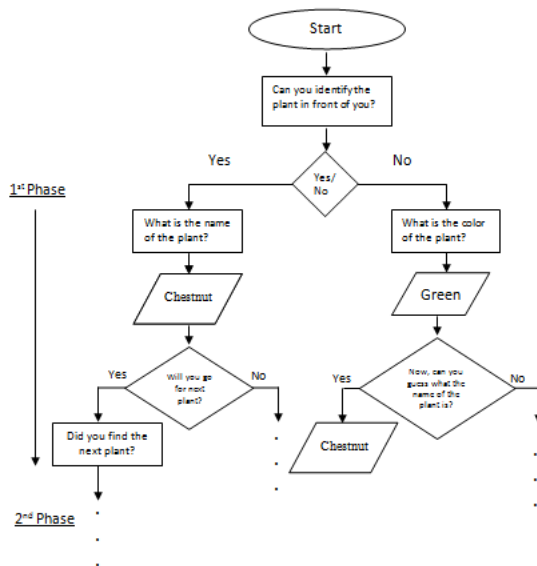 Start
Can you identify the
plant in front of you?
Yes
No
Yes/
No
1st Phase
What is the name
of the plant?
What is the color
of the plant?
Chestnut
Green
Yes
Will you go
for next
plant?
No
Yes
Now, can you
guess what the
name of the
plant is?
No
Did you find the
next plant?
Chestnut
2nd Phase